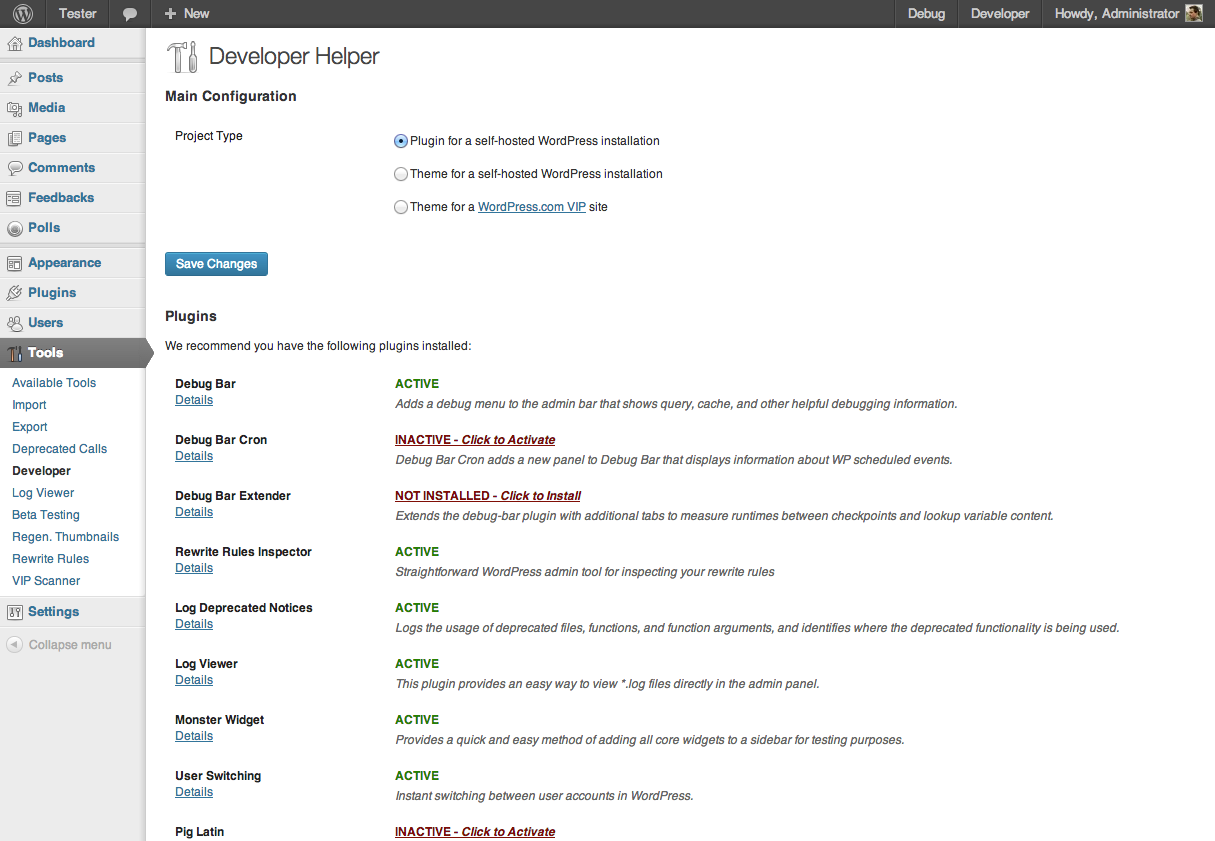 Tester
New
Debug
Developer
Howdy, Administrator
Dashboard
Posts
Media
Pages
Comments
Feedbacks
Polls
Appearance
Plugins
Users
Tools
Available Tools
Import
Export
Deprecated Calls
Developer
Log Viewer
Beta Testing
Regen. Thumbnails
Rewrite Rules
VIP Scanner
Settings
Collapse menu
Developer Helper
Main Configuration
Project Type
Plugin for a self-hosted WordPress installation
Theme for a self-hosted WordPress installation
Theme for a WordPress.com VIP site
Save Changes
Plugins
We recommend you have the following plugins installed:
Debug Bar
Details
ACTIVE
Adds a debug menu to the admin bar that shows query, cache, and other helpful debugging information.
Debug Bar Cron
Details
INACTIVE - Click to Activate
Debug Bar Cron adds a new panel to Debug Bar that displays information about WP scheduled events.
Debug Bar Extender
Details
NOT INSTALLED - Click to Install
Extends the debug-bar plugin with additional tabs to measure runtimes between checkpoints and lookup variable content.
Rewrite Rules Inspector
Details
ACTIVE
Straightforward WordPress admin tool for inspecting your rewrite rules
Log Deprecated Notices
Details
ACTIVE
Logs the usage of deprecated files, functions, and function arguments, and identifies where the deprecated functionality is being used.
Log Viewer
Details
ACTIVE
This plugin provides an easy way to view *.log files directly in the admin panel.
Monster Widget
Details
ACTIVE
Provides a quick and easy method of adding all core widgets to a sidebar for testing purposes.
User Switching
Details
ACTIVE
Instant switching between user accounts in WordPress.
Pig Latin
INACTIVE - Click to Activate